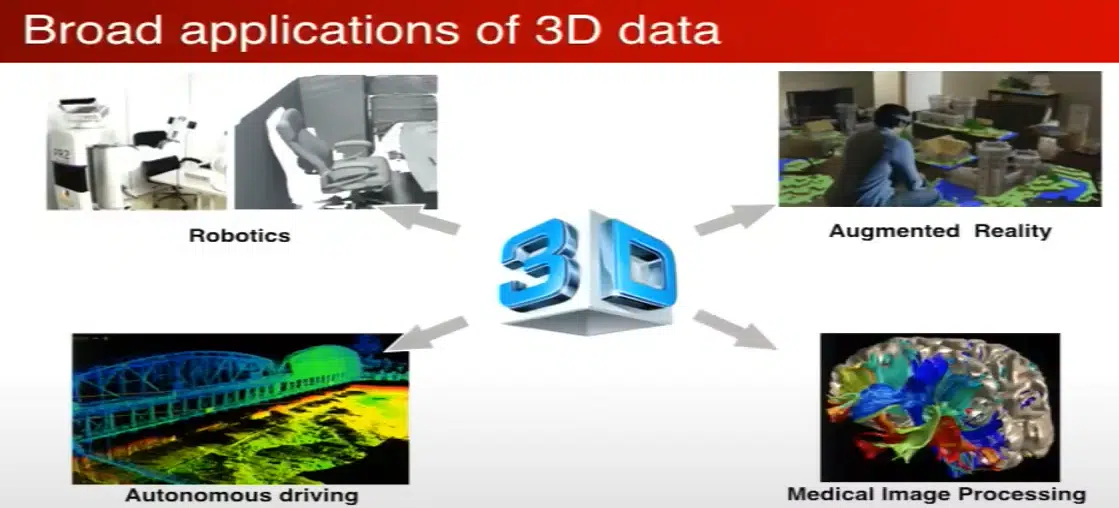 Broad applications of 3D data
PR2
Robotics
Augmented  Reality
3D
Autonomous driving
Medical Image Processing